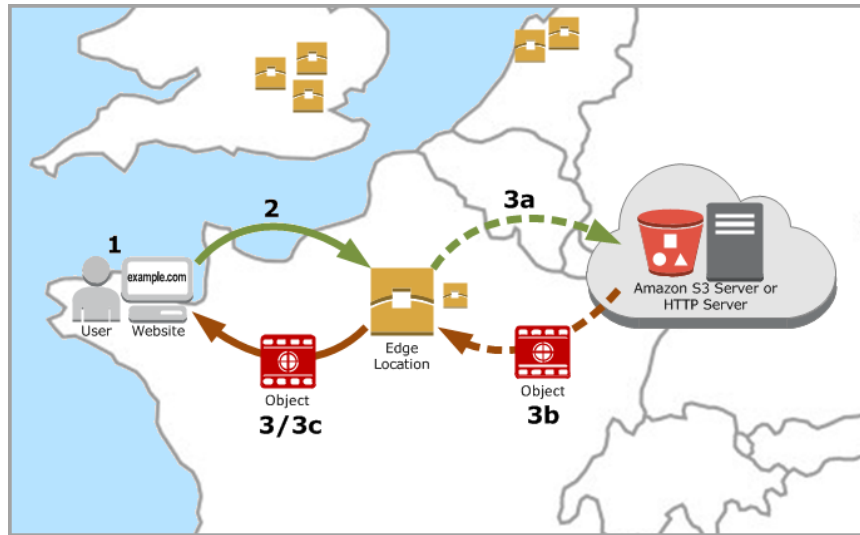 1
2
3a
example.com
User
Website
Edge
Location
Amazon S3 Server or
HTTP Server
Object
3/3c
Object
3b